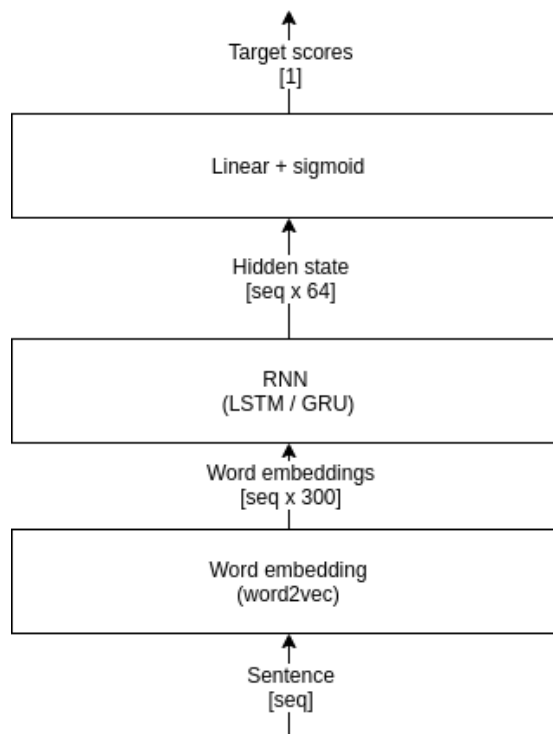 Target scores
[1]
Linear + sigmoid
Hidden state
[seq x 64]
RNN
(LSTM / GRU)
Word embeddings
[seq x 300]
Word embedding
(word2vec)
Sentence
[seq]